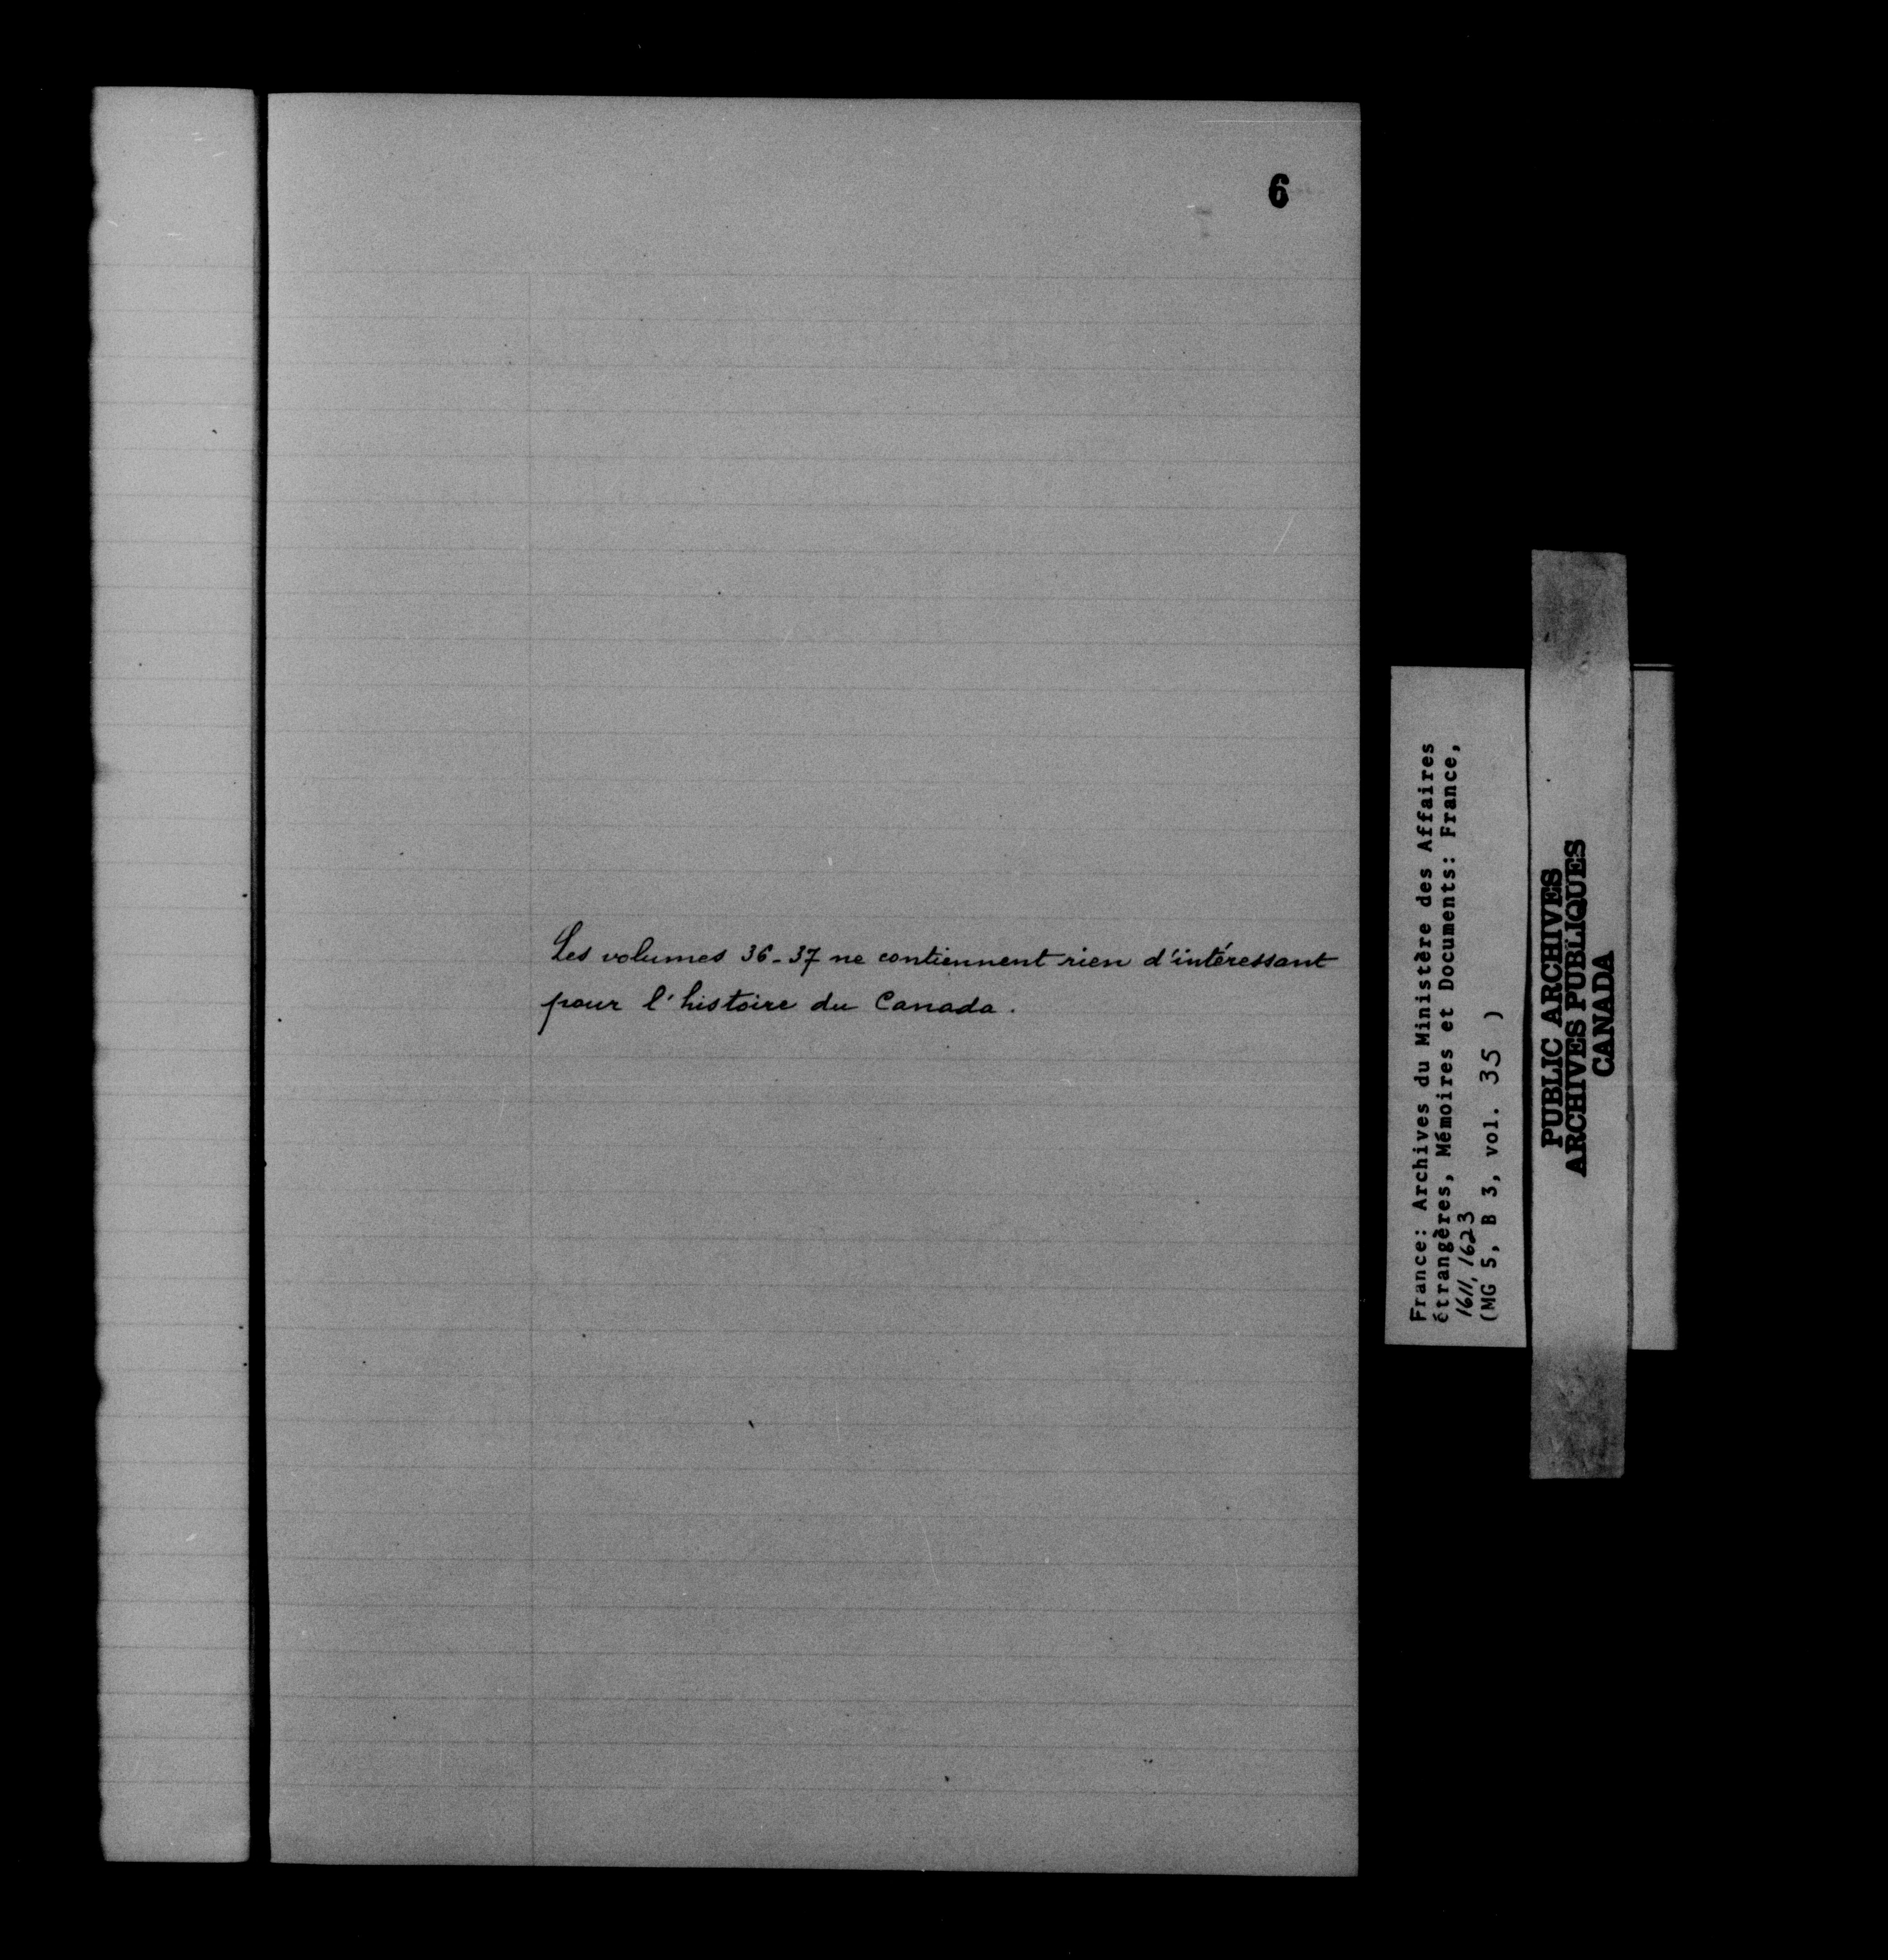 6
Les volumes 36-37 ne contiennent rien d'intéressant
pour l'histoire du Canada.
France: Archives du Ministère des Affaires
étrangères, Mémoires et Documents: France,
1611, 1623
(MG 5, B 3, vol. 35 )
PUBLIC ARCHIVES
ARCHIVES PUBLIQUES
CANADA